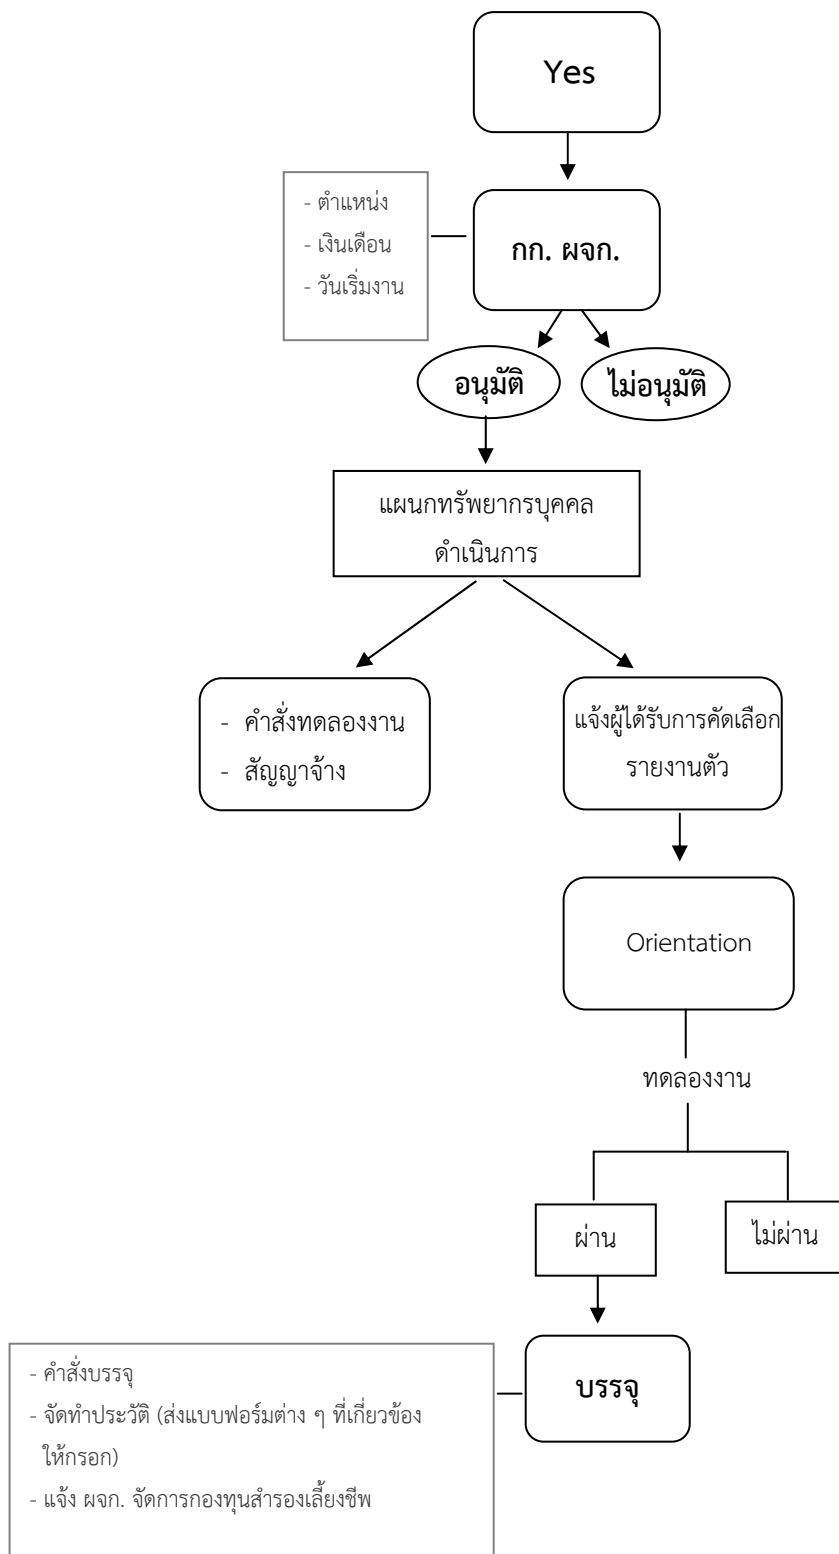 Yes
- ตำแหน่ง
- เงินเดือน
- วันเริ่มงาน
กก. ผจก.
อนุมัติ
ไม่อนุมัติ
แผนกทรัพยากรบุคคล
ดำเนินการ
- คำสั่งทดลองงาน
- สัญญาจ้าง
แจ้งผู้ได้รับการคัดเลือก
รายงานตัว
Orientation
ทดลองงาน
ผ่าน
ไม่ผ่าน
บรรจุ
- คำสั่งบรรจุ
- จัดทำประวัติ (ส่งแบบฟอร์มต่าง ๆ ที่เกี่ยวข้อง
ให้กรอก)
- แจ้ง ผจก. จัดการกองทุนสำรองเลี้ยงชีพ